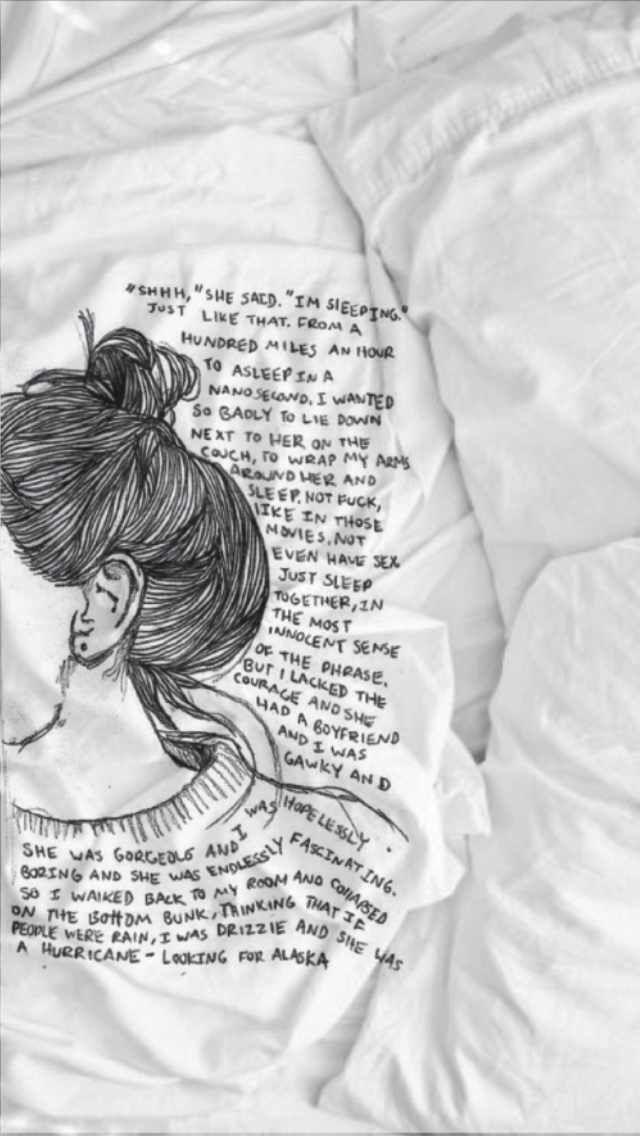 "SHHH," SHE SAID. "IM SLEEPING."
JUST LIKE THAT. FROM A
HUNDRED MILES AN HOUR
TO ASLEEP IN A
NANOSECOND. I WANTED
SO BADLY TO LIE DOWN
NEXT TO HER ON THE
COUCH, TO WRAP MY ARMS
AROUND HER AND
SLEEP. NOT FUCK,
LIKE IN THOSE
MOVIES. NOT
EVEN HAVE SEX
JUST SLEEP
TOGETHER, IN
THE MOST
INNOCENT SENSE
OF THE PHRASE.
BUT I LACKED THE
COURAGE AND SHE
HAD A BOYFRIEND
AND I WAS
GAWKY AND
SHE WAS GORGEOUS AND I WAS HOPELESSLY
BORING AND SHE WAS ENDLESSLY FASCINATING.
SO I WALKED BACK TO MY ROOM AND COLLAPSED
ON THE BOTTOM BUNK, THINKING THAT IF
PEOPLE WERE RAIN, I WAS DRIZZLE AND SHE WAS
A HURRICANE - LOOKING FOR ALASKA